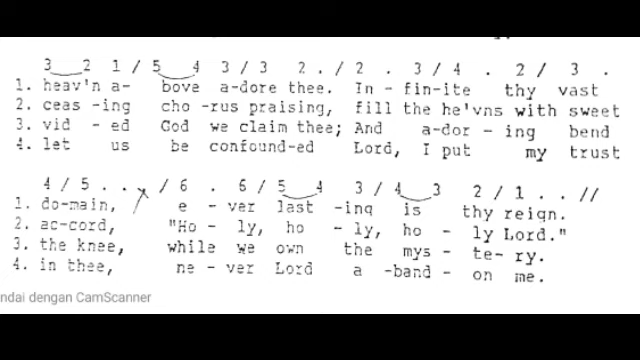 3 2 1 / 5 4 3 / 3 2 . / 2 . 3 / 4 . 2 / 3 .
1. heav'n a- bove a-dore thee. In - fin-ite thy vast
2. ceas -ing cho -rus praising, fill the he'vns with sweet
3. vid - ed God we claim thee; And a-dor - ing bend
4. let us be confound-ed Lord, I put my trust
4 / 5 . . , / 6 . 6 / 5 4 3 / 4 3 2 / 1 . . //
1. do-main, e - ver last -ing is thy reign.
2. ac-cord, "Ho - ly, ho - ly, ho - ly Lord."
3. the knee, while we own the mys - te- ry.
4. in thee, ne - ver Lord a -band - on me.
ndai dengan CamScanner